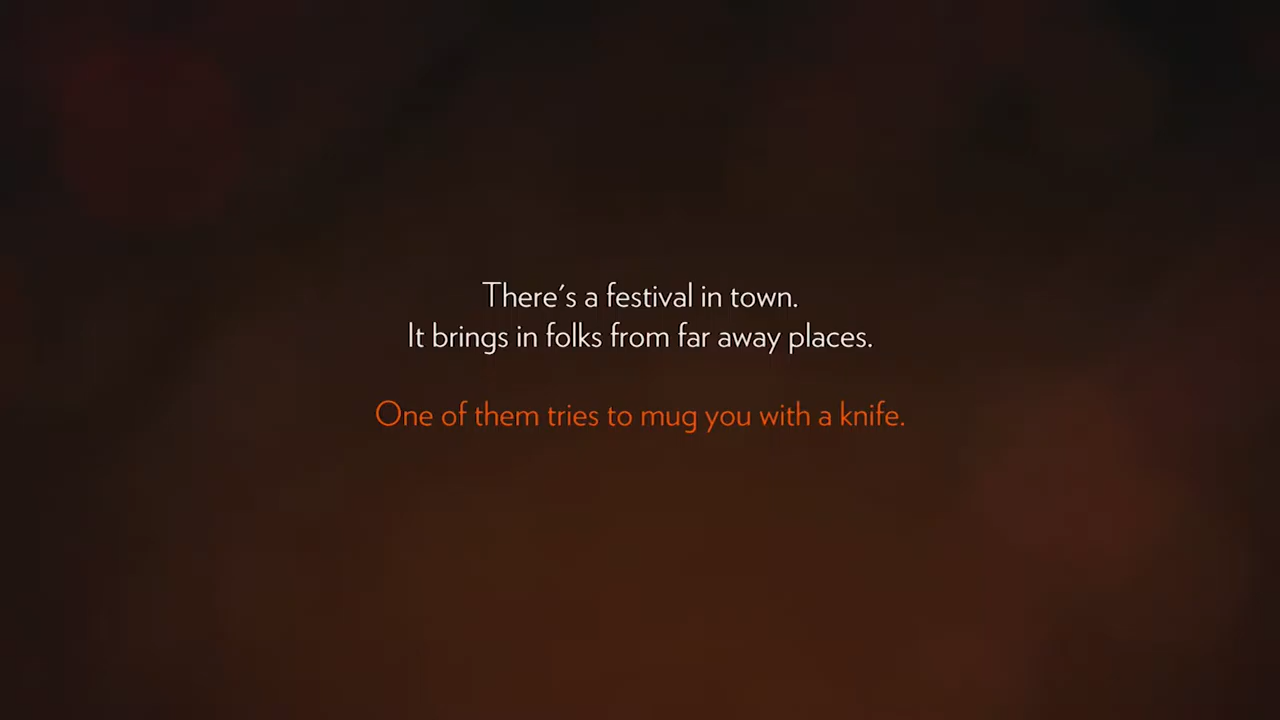 There's a festival in town.
It brings in folks from far away places.
One of them tries to mug you with a knife.